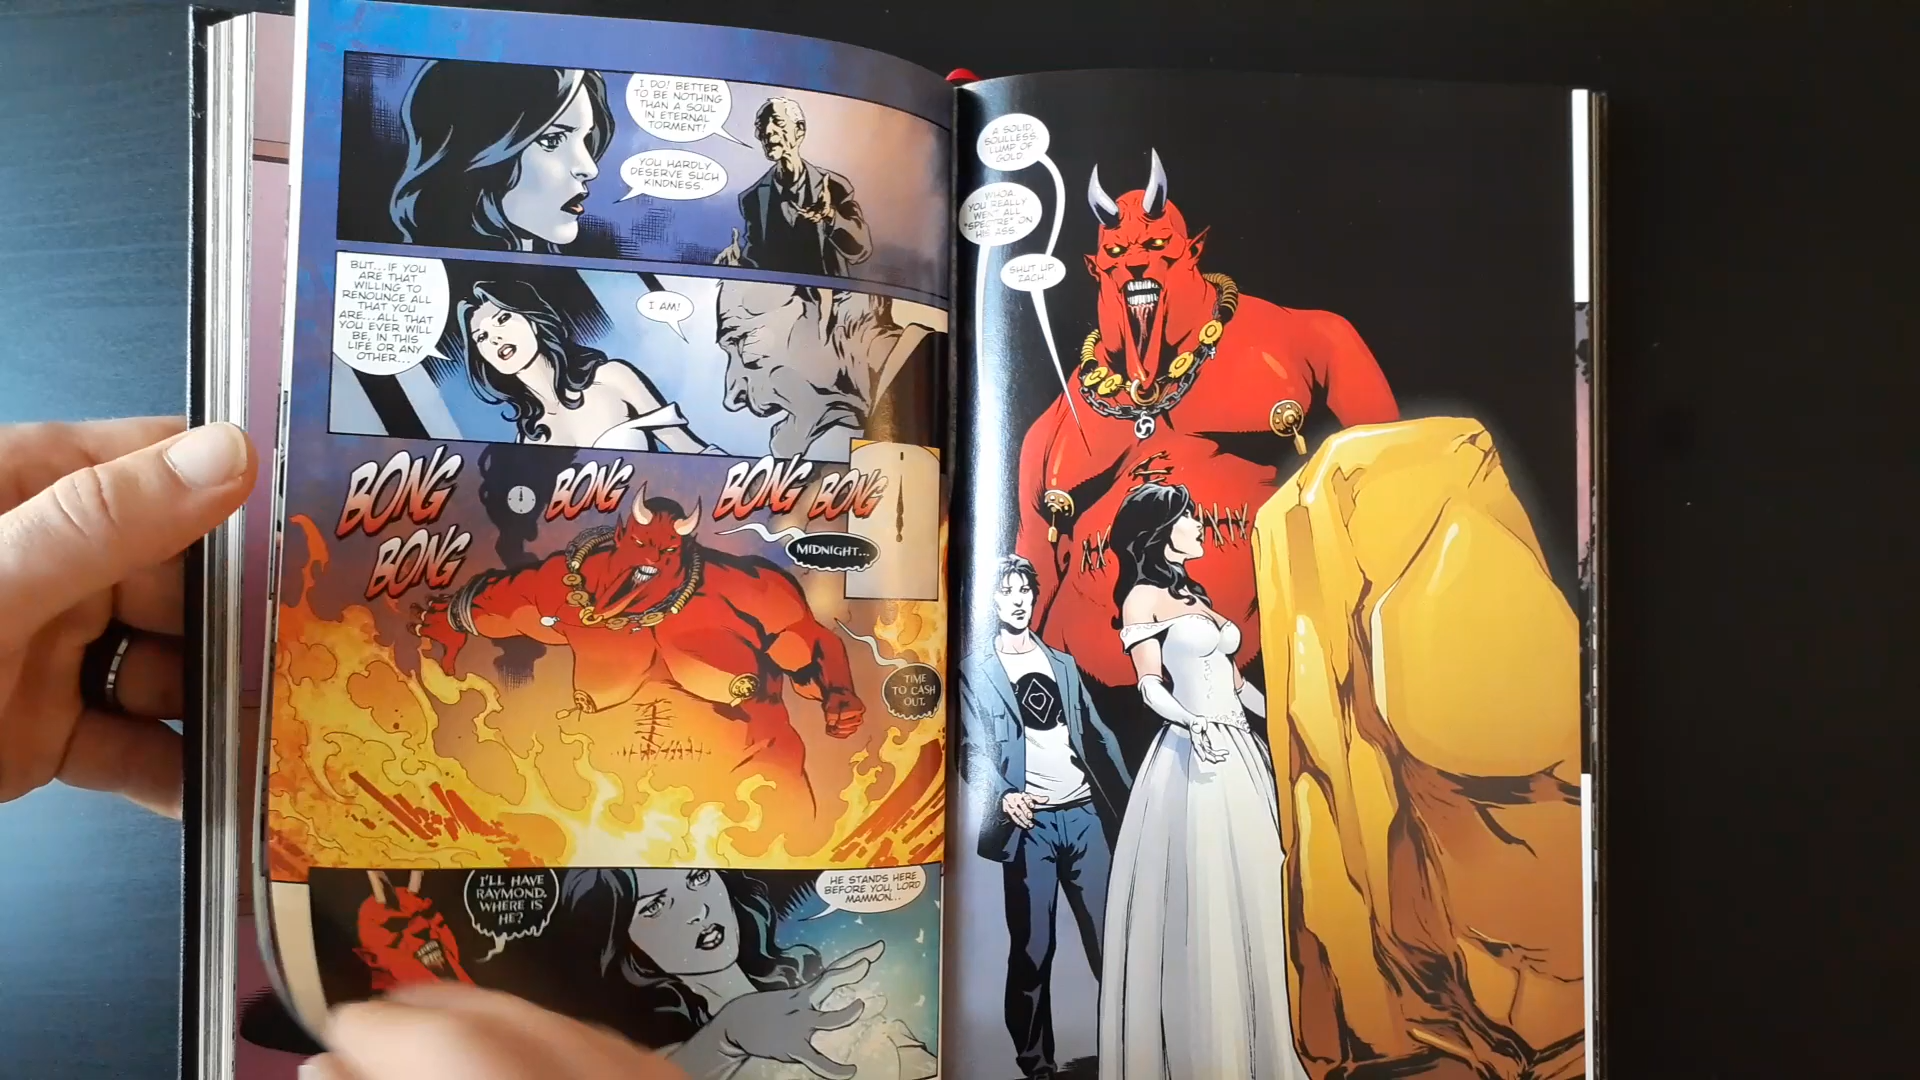 I DO! BETTER
TO BE NOTHING
THAN A SOUL
IN ETERNAL
TORMENT!
YOU HARDLY
DESERVE SUCH
KINDNESS.
BUT...IF YOU
ARE THAT
WILLING TO
RENOUNCE ALL
THAT YOU
ARE...ALL THAT
YOU EVER WILL
BE, IN THIS
LIFE OR ANY
OTHER...
I AM!
BONG
BONG
BONG
BONG
BONG
MIDNIGHT...
TIME
TO CASH
OUT.
I'LL HAVE
RAYMOND.
WHERE IS
HE?
HE STANDS HERE
BEFORE YOU, LORD
MAMMON...
A SOLID,
SOULLESS
LUMP OF
GOLD.
WHOA.
YOU REALLY
WENT ALL
"SPECTRE" ON
HIS ASS.
SHUT UP,
ZACH.